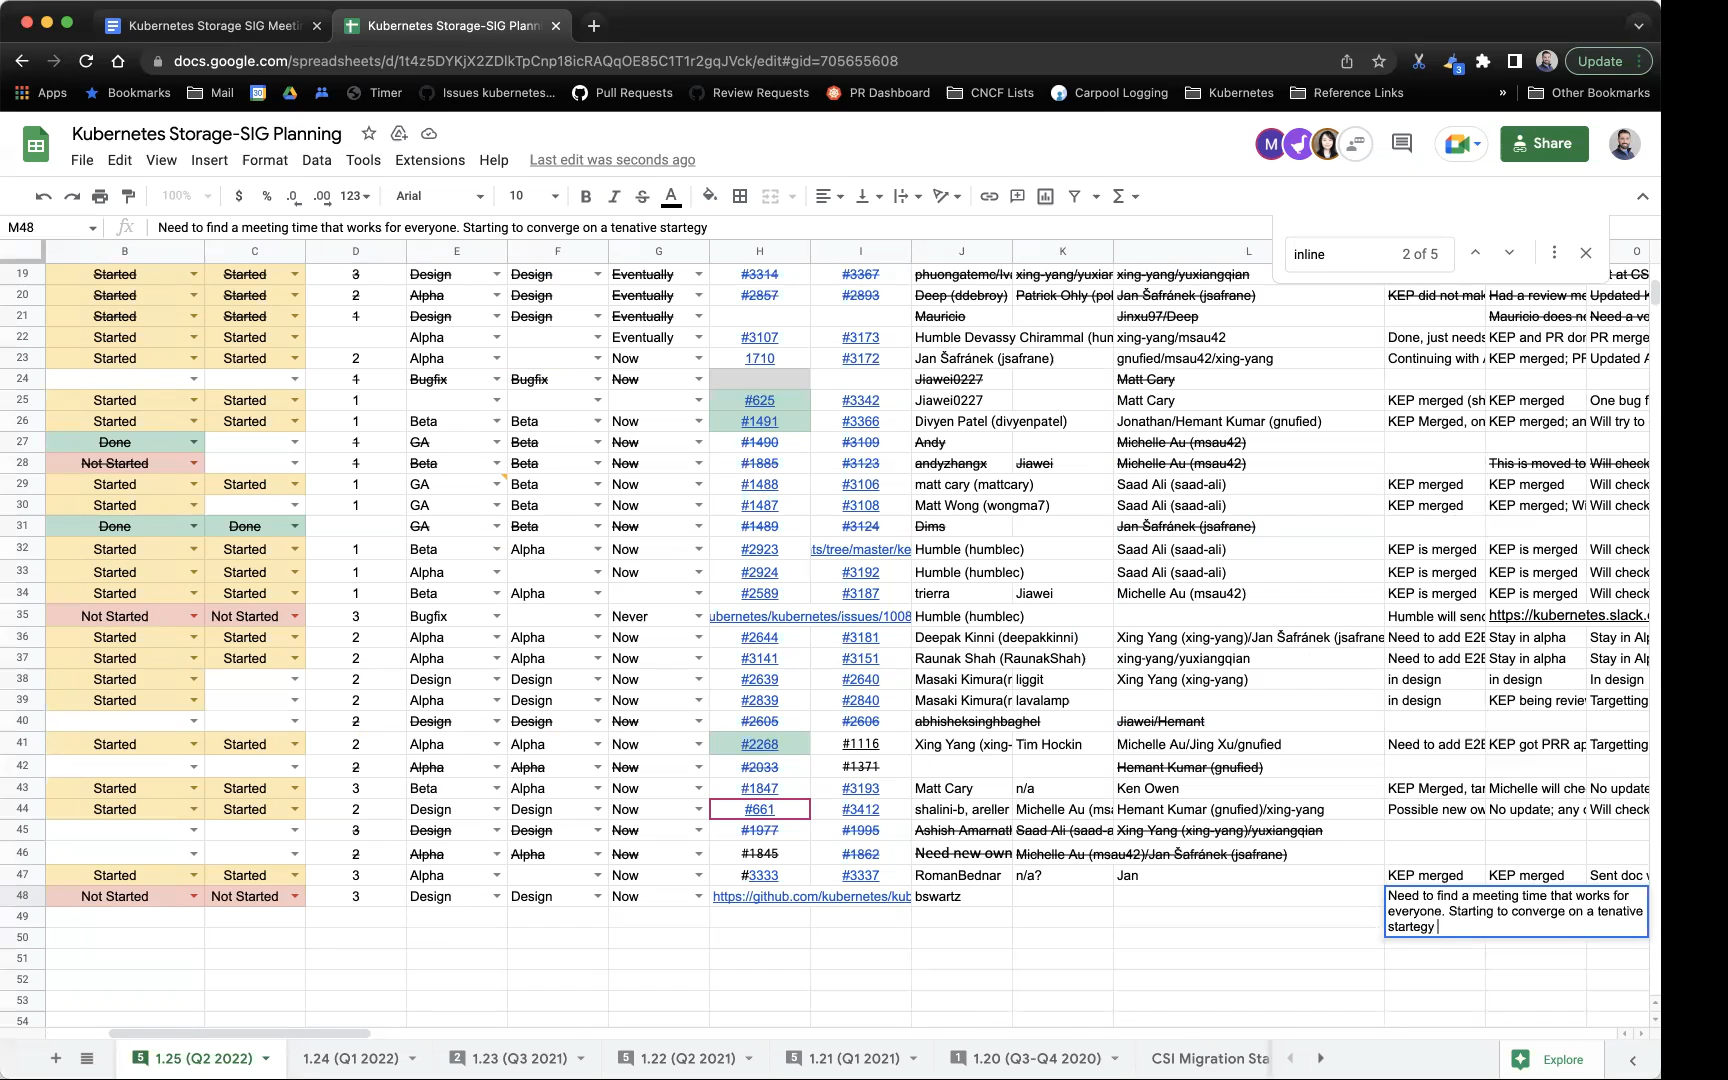 Kubernetes Storage SIG Meeti
Kubernetes Storage-SIG Planni
docs.google.com/spreadsheets/d/1t4z5DYKjX2ZDlkTpCnp18icRAQqOE85C1T1r2gqJVck/edit#gid=705655608
3
Update
Apps Bookmarks Mail 30 Timer Issues kubernetes... Pull Requests Review Requests PR Dashboard CNCF Lists Carpool Logging Kubernetes Reference Links » Other Bookmarks
Kubernetes Storage-SIG Planning
M
Share
File Edit View Insert Format Data Tools Extensions Help Last edit was seconds ago
100% $ % .0 .00 123 Arial 10 B I S A
M48 fx Need to find a meeting time that works for everyone. Starting to converge on a tenative startegy
inline 2 of 5
B C D E F G H I J K L O
19 Started Started 3 Design Design Eventually #3314 #3367 phuongatemc/lv xing-yang/yuxiar xing-yang/yuxiangqian t at CS
20 Started Started 2 Alpha Design Eventually #2857 #2893 Deep (ddebroy) Patrick Ohly (po Jan Šafránek (jsafrane) KEP did not mak Had a review me Updated K
21 Started Started 1 Design Design Eventually Mauricio Jinxu97/Deep Mauricio does no Need a vo
22 Started Started Alpha Eventually #3107 #3173 Humble Devassy Chirammal (hum xing-yang/msau42 Done, just needs KEP and PR don PR merge
23 Started Started 2 Alpha Now 1710 #3172 Jan Šafránek (jsafrane) gnufied/msau42/xing-yang Continuing with A KEP merged; PF Updated A
24 1 Bugfix Bugfix Now Jiawei0227 Matt Cary
25 Started Started 1 #625 #3342 Jiawei0227 Matt Cary KEP merged (sh KEP merged One bug f
26 Started Started 1 Beta Beta Now #1491 #3366 Divyen Patel (divyenpatel) Jonathan/Hemant Kumar (gnufied) KEP Merged, on KEP merged; an Will try to
27 Done 1 GA Beta Now #1490 #3109 Andy Michelle Au (msau42)
28 Not Started 1 Beta Beta Now #1885 #3123 andyzhangx Jiawei Michelle Au (msau42) This is moved to Will check
29 Started Started 1 GA Beta Now #1488 #3106 matt cary (mattcary) Saad Ali (saad-ali) KEP merged KEP merged Will check
30 Started 1 GA Beta Now #1487 #3108 Matt Wong (wongma7) Saad Ali (saad-ali) KEP merged KEP merged; Wi Will check
31 Done Done GA Beta Now #1489 #3124 Dims Jan Šafránek (jsafrane)
32 Started Started 1 Beta Alpha Now #2923 ts/tree/master/ke Humble (humblec) Saad Ali (saad-ali) KEP is merged KEP is merged Will check
33 Started Started 1 Alpha Now #2924 #3192 Humble (humblec) Saad Ali (saad-ali) KEP is merged KEP is merged Will check
34 Started Started 1 Beta Alpha #2589 #3187 trierra Jiawei Michelle Au (msau42) KEP is merged KEP is merged Will check
35 Not Started Not Started 3 Bugfix Never ubernetes/kubernetes/issues/1008 Humble (humblec) Humble will send https://kubernetes.slack.c
36 Started Started 2 Alpha Alpha Now #2644 #3181 Deepak Kinni (deepakkinni) Xing Yang (xing-yang)/Jan Šafránek (jsafrane Need to add E2E Stay in alpha Stay in Alp
37 Started Started 2 Alpha Alpha Now #3141 #3151 Raunak Shah (RaunakShah) xing-yang/yuxiangqian Need to add E2E Stay in alpha Stay in Alp
38 Started 2 Design Design Now #2639 #2640 Masaki Kimura(r liggit Xing Yang (xing-yang) in design in design In design
39 Started 2 Alpha Design Now #2839 #2840 Masaki Kimura(r lavalamp in design KEP being revie Targetting
40 2 Design Design Now #2605 #2606 abhisheksinghbaghel Jiawei/Hemant
41 Started Started 2 Alpha Alpha Now #2268 #1116 Xing Yang (xing- Tim Hockin Michelle Au/Jing Xu/gnufied Need to add E2E KEP got PRR ap Targetting
42 2 Alpha Alpha Now #2033 #1371 Hemant Kumar (gnufied)
43 Started Started 3 Beta Alpha Now #1847 #3193 Matt Cary n/a Ken Owen KEP Merged, tar Michelle will che No update
44 Started Started 2 Design Design Now #661 #3412 shalini-b, areller Michelle Au (msa Hemant Kumar (gnufied)/xing-yang Possible new ow No update; any c Will check
45 3 Design Design Now #1977 #1995 Ashish Amarnath Saad Ali (saad-a Xing Yang (xing-yang)/yuxiangqian
46 2 Alpha Alpha Now #1845 #1862 Need new own Michelle Au (msau42)/Jan Šafránek (jsafrane)
47 Started Started 3 Alpha Now #3333 #3337 RomanBednar n/a? Jan KEP merged KEP merged Sent doc v
48 Not Started Not Started 3 Design Design Now https://github.com/kubernetes/kub bswartz Need to find a meeting time that works for
49 everyone. Starting to converge on a tenative
startegy
50
51
52
53
54
5 1.25 (Q2 2022) 1.24 (Q1 2022) 2 1.23 (Q3 2021) 5 1.22 (Q2 2021) 5 1.21 (Q1 2021) 1 1.20 (Q3-Q4 2020) CSI Migration Sta Explore